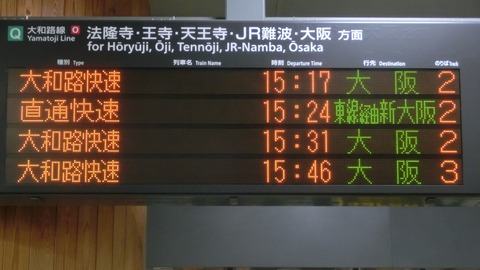 Q 大和路線 O 法隆寺・王寺・天王寺・JR難波・大阪 方面
Yamatoji Line for Hōryūji, Ōji, Tennōji, JR-Namba, Ōsaka
種別 Type 列車名 Train Name 時刻 Departure Time 行先 Destination のりば Track
大和路快速 15:17 大阪 2
直通快速 15:24 東線経由新大阪 2
大和路快速 15:31 大阪 2
大和路快速 15:46 大阪 3